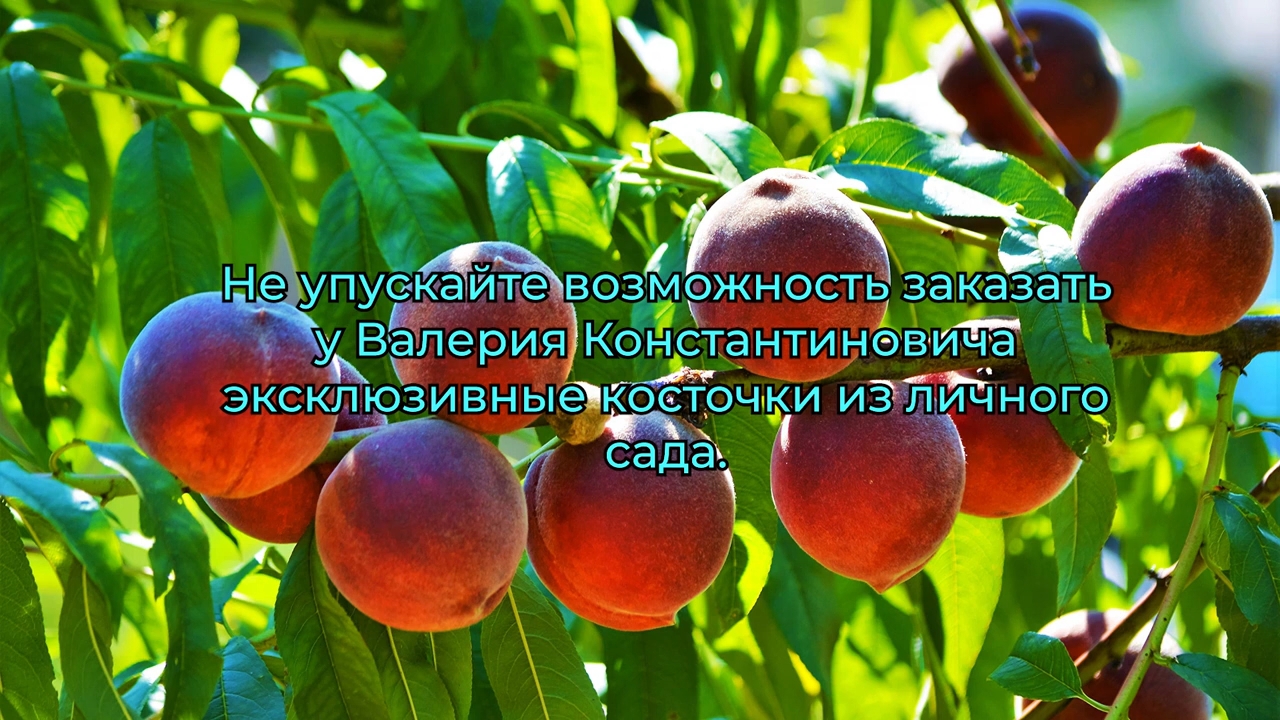 Не упускайте возможность заказать
у Валерия Константиновича
эксклюзивные косточки из личного
сада.